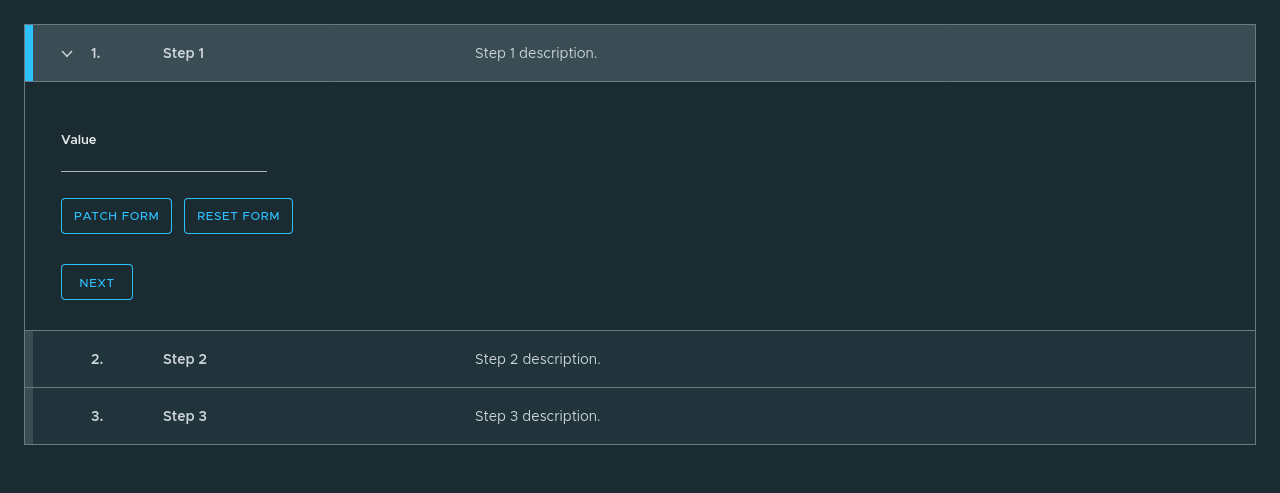 1. Step 1 Step 1 description.
Value
PATCH FORM RESET FORM
NEXT
2. Step 2 Step 2 description.
3. Step 3 Step 3 description.